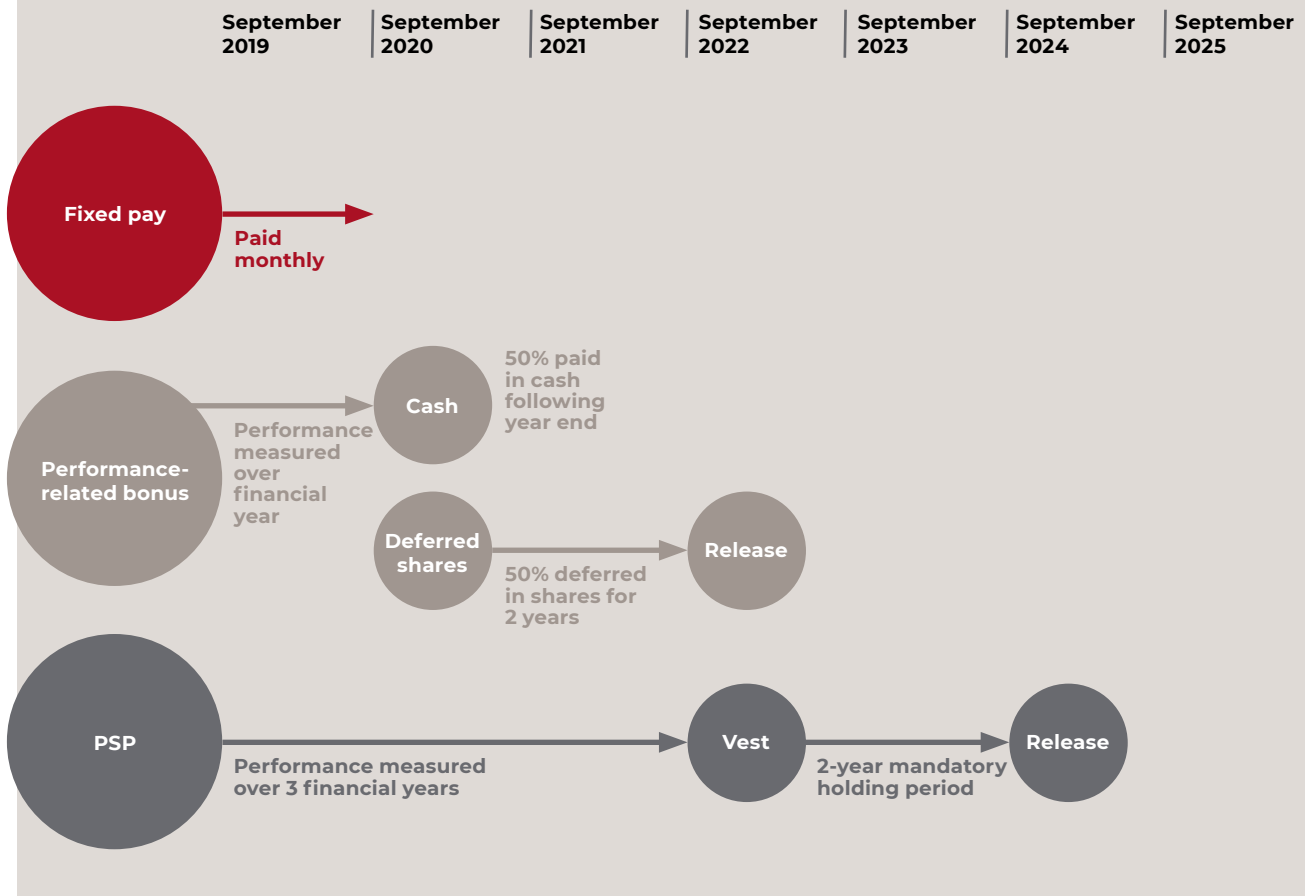 September
2019
September
2020
September
2021
September
2022
September
2023
September
2024
September
2025
Fixed pay
Paid
monthly
Performance-
related bonus
Performance
measured
over
financial
year
Cash
50% paid
in cash
following
year end
Deferred
shares
50% deferred
in shares for
2 years
Release
PSP
Performance measured
over 3 financial years
Vest
2-year mandatory
holding period
Release